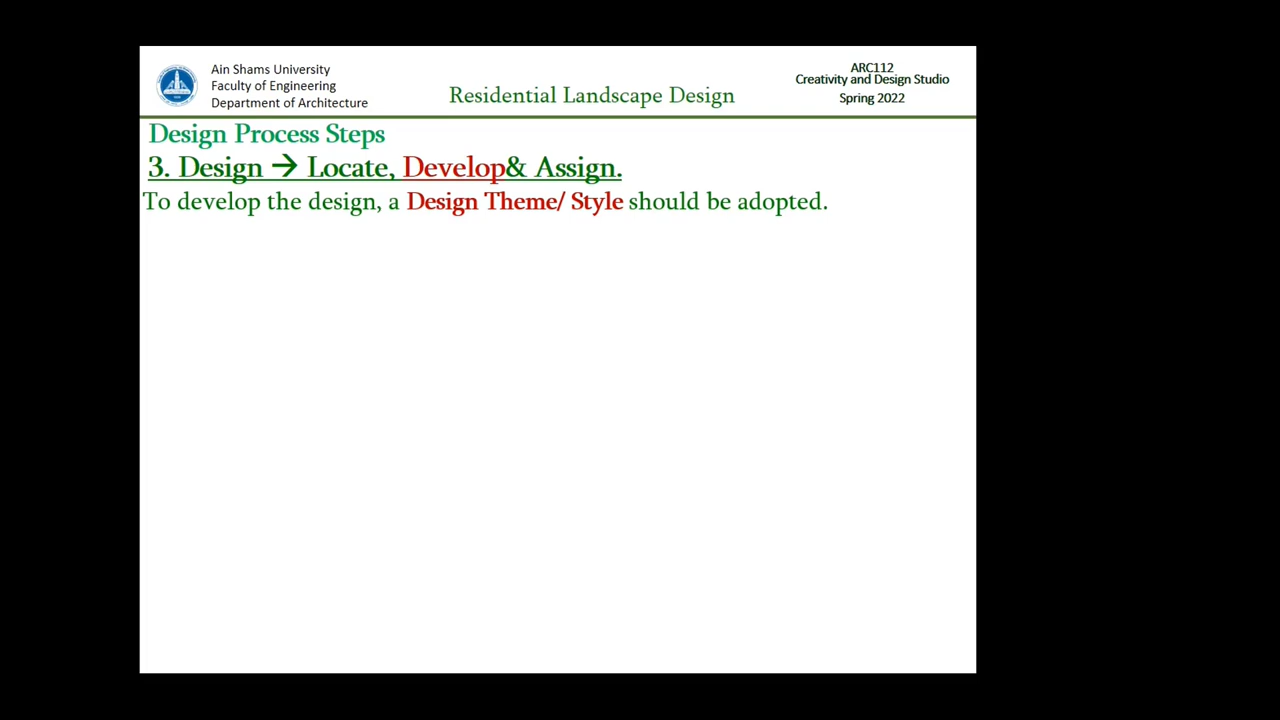 Ain Shams University
Faculty of Engineering
Department of Architecture
Residential Landscape Design
ARC112
Creativity and Design Studio
Spring 2022
Design Process Steps
3. Design → Locate, Develop& Assign.
To develop the design, a Design Theme/ Style should be adopted.